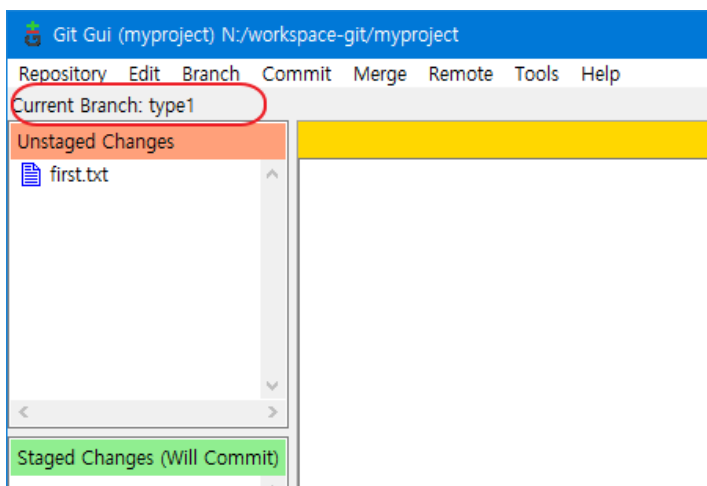 Git Gui (myproject) N:/workspace-git/myproject
Repository Edit Branch Commit Merge Remote Tools Help
Current Branch: type1
Unstaged Changes
first.txt
Staged Changes (Will Commit)